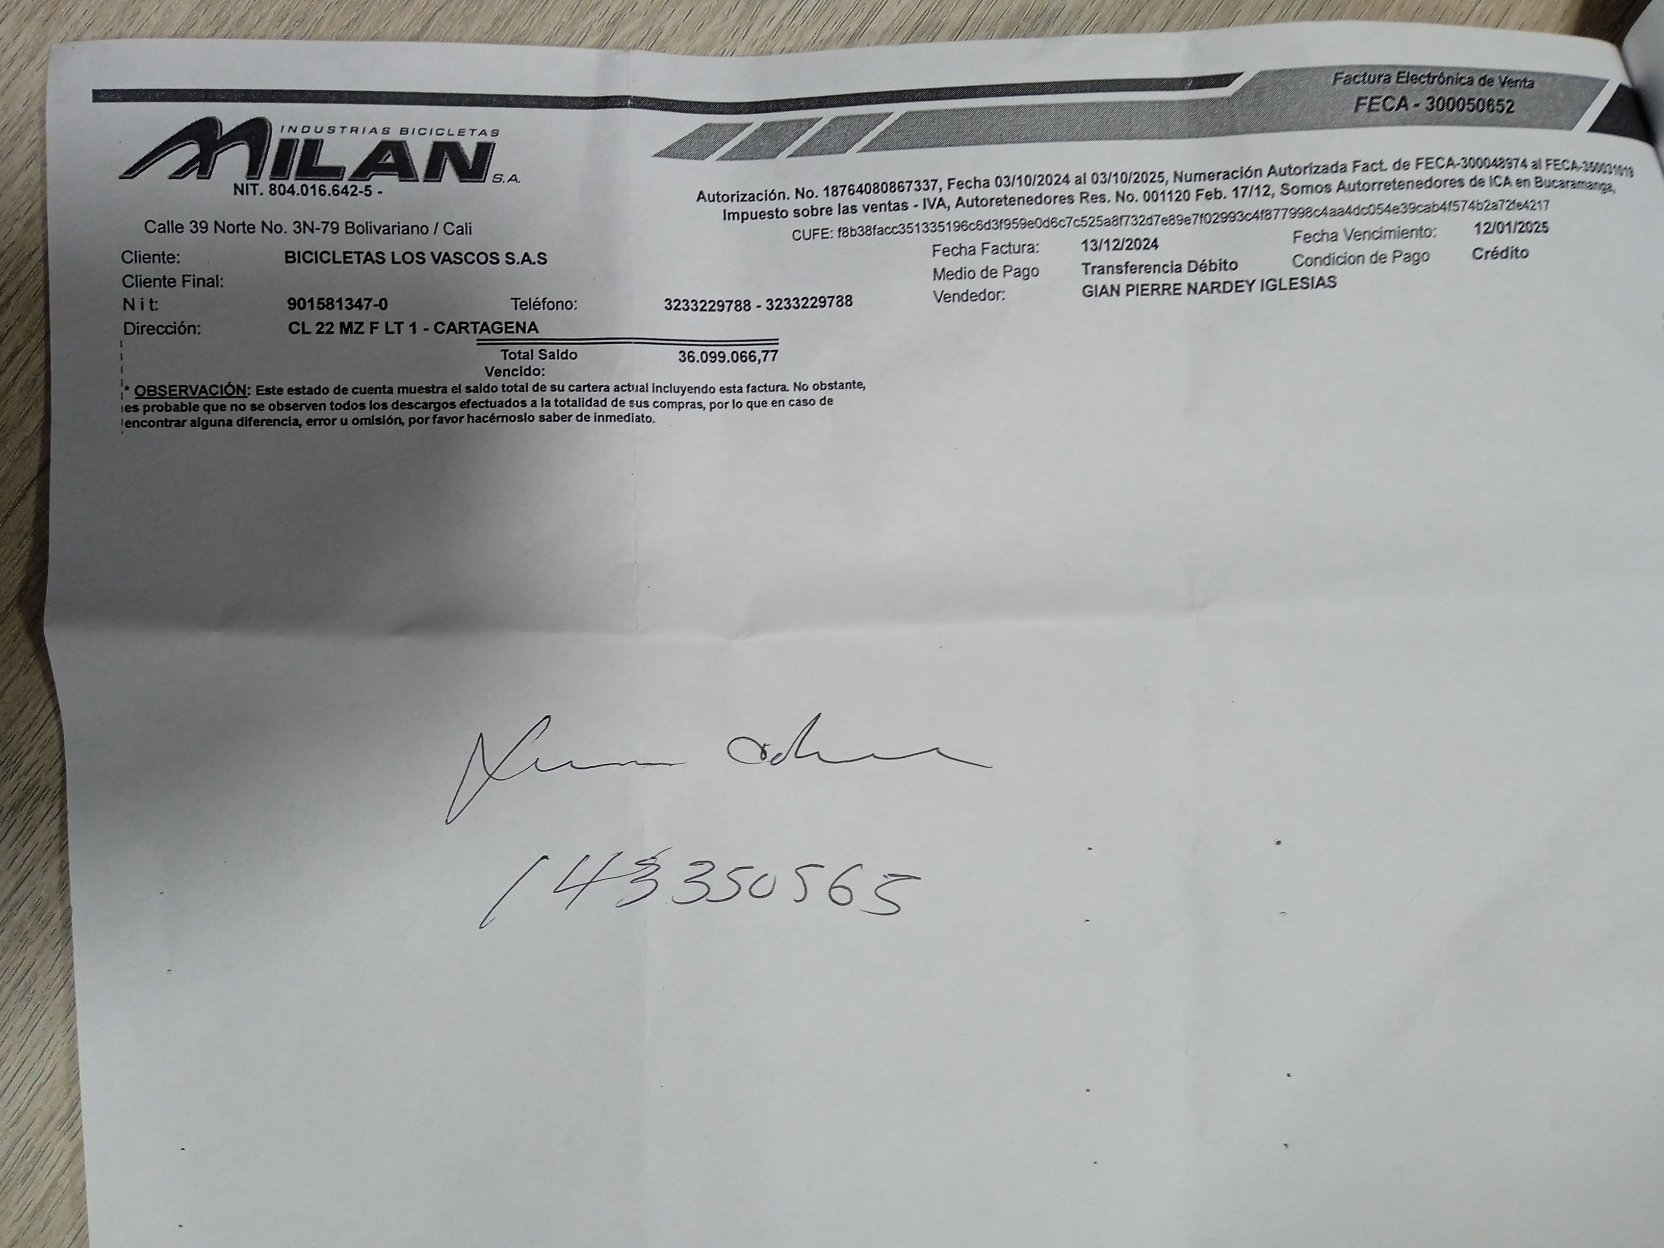 Factura Electrónica de Venta
FECA - 300050652
INDUSTRIAS BICICLETAS
MILAN S.A.
NIT. 804.016.642-5 -
Autorización. No. 18764080867337, Fecha 03/10/2024 al 03/10/2025, Numeración Autorizada Fact. de FECA-300048974 al
Impuesto sobre las ventas - IVA, Autoretenedores Res. No. 001120 Feb. 17/12, Somos Autorretenedores de ICA en Bucaramanga,
CUFE: f8b38facc351335196c6d3f959e0d6c7c525a8f732d7e89e7f02993c4f877998c4aa4dc054e39cab4f574b2a72fe4217
Calle 39 Norte No. 3N-79 Bolivariano / Cali
Cliente: BICICLETAS LOS VASCOS S.A.S
Cliente Final:
Nit: 901581347-0 Teléfono: 3233229788 - 3233229788
Dirección: CL 22 MZ F LT 1 - CARTAGENA
Fecha Factura: 13/12/2024 Fecha Vencimiento: 12/01/2025
Medio de Pago Transferencia Débito Condicion de Pago Crédito
Vendedor: GIAN PIERRE NARDEY IGLESIAS
Total Saldo 36.099.066,77
Vencido:
* OBSERVACIÓN: Este estado de cuenta muestra el saldo total de su cartera actual incluyendo esta factura. No obstante,
es probable que no se observen todos los descargos efectuados a la totalidad de sus compras, por lo que en caso de
encontrar alguna diferencia, error u omisión, por favor hacérnoslo saber de inmediato.
143350565